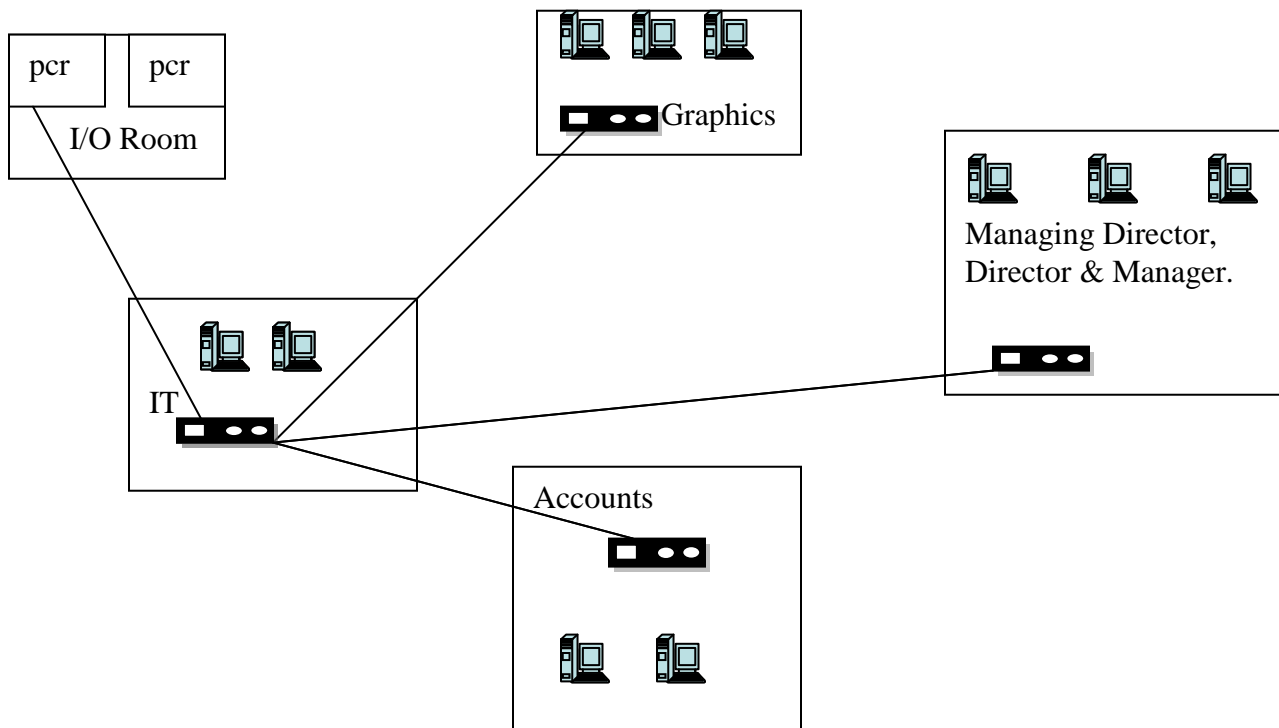 pcr
pcr
I/O Room
Graphics
Managing Director,
Director & Manager.
IT
Accounts